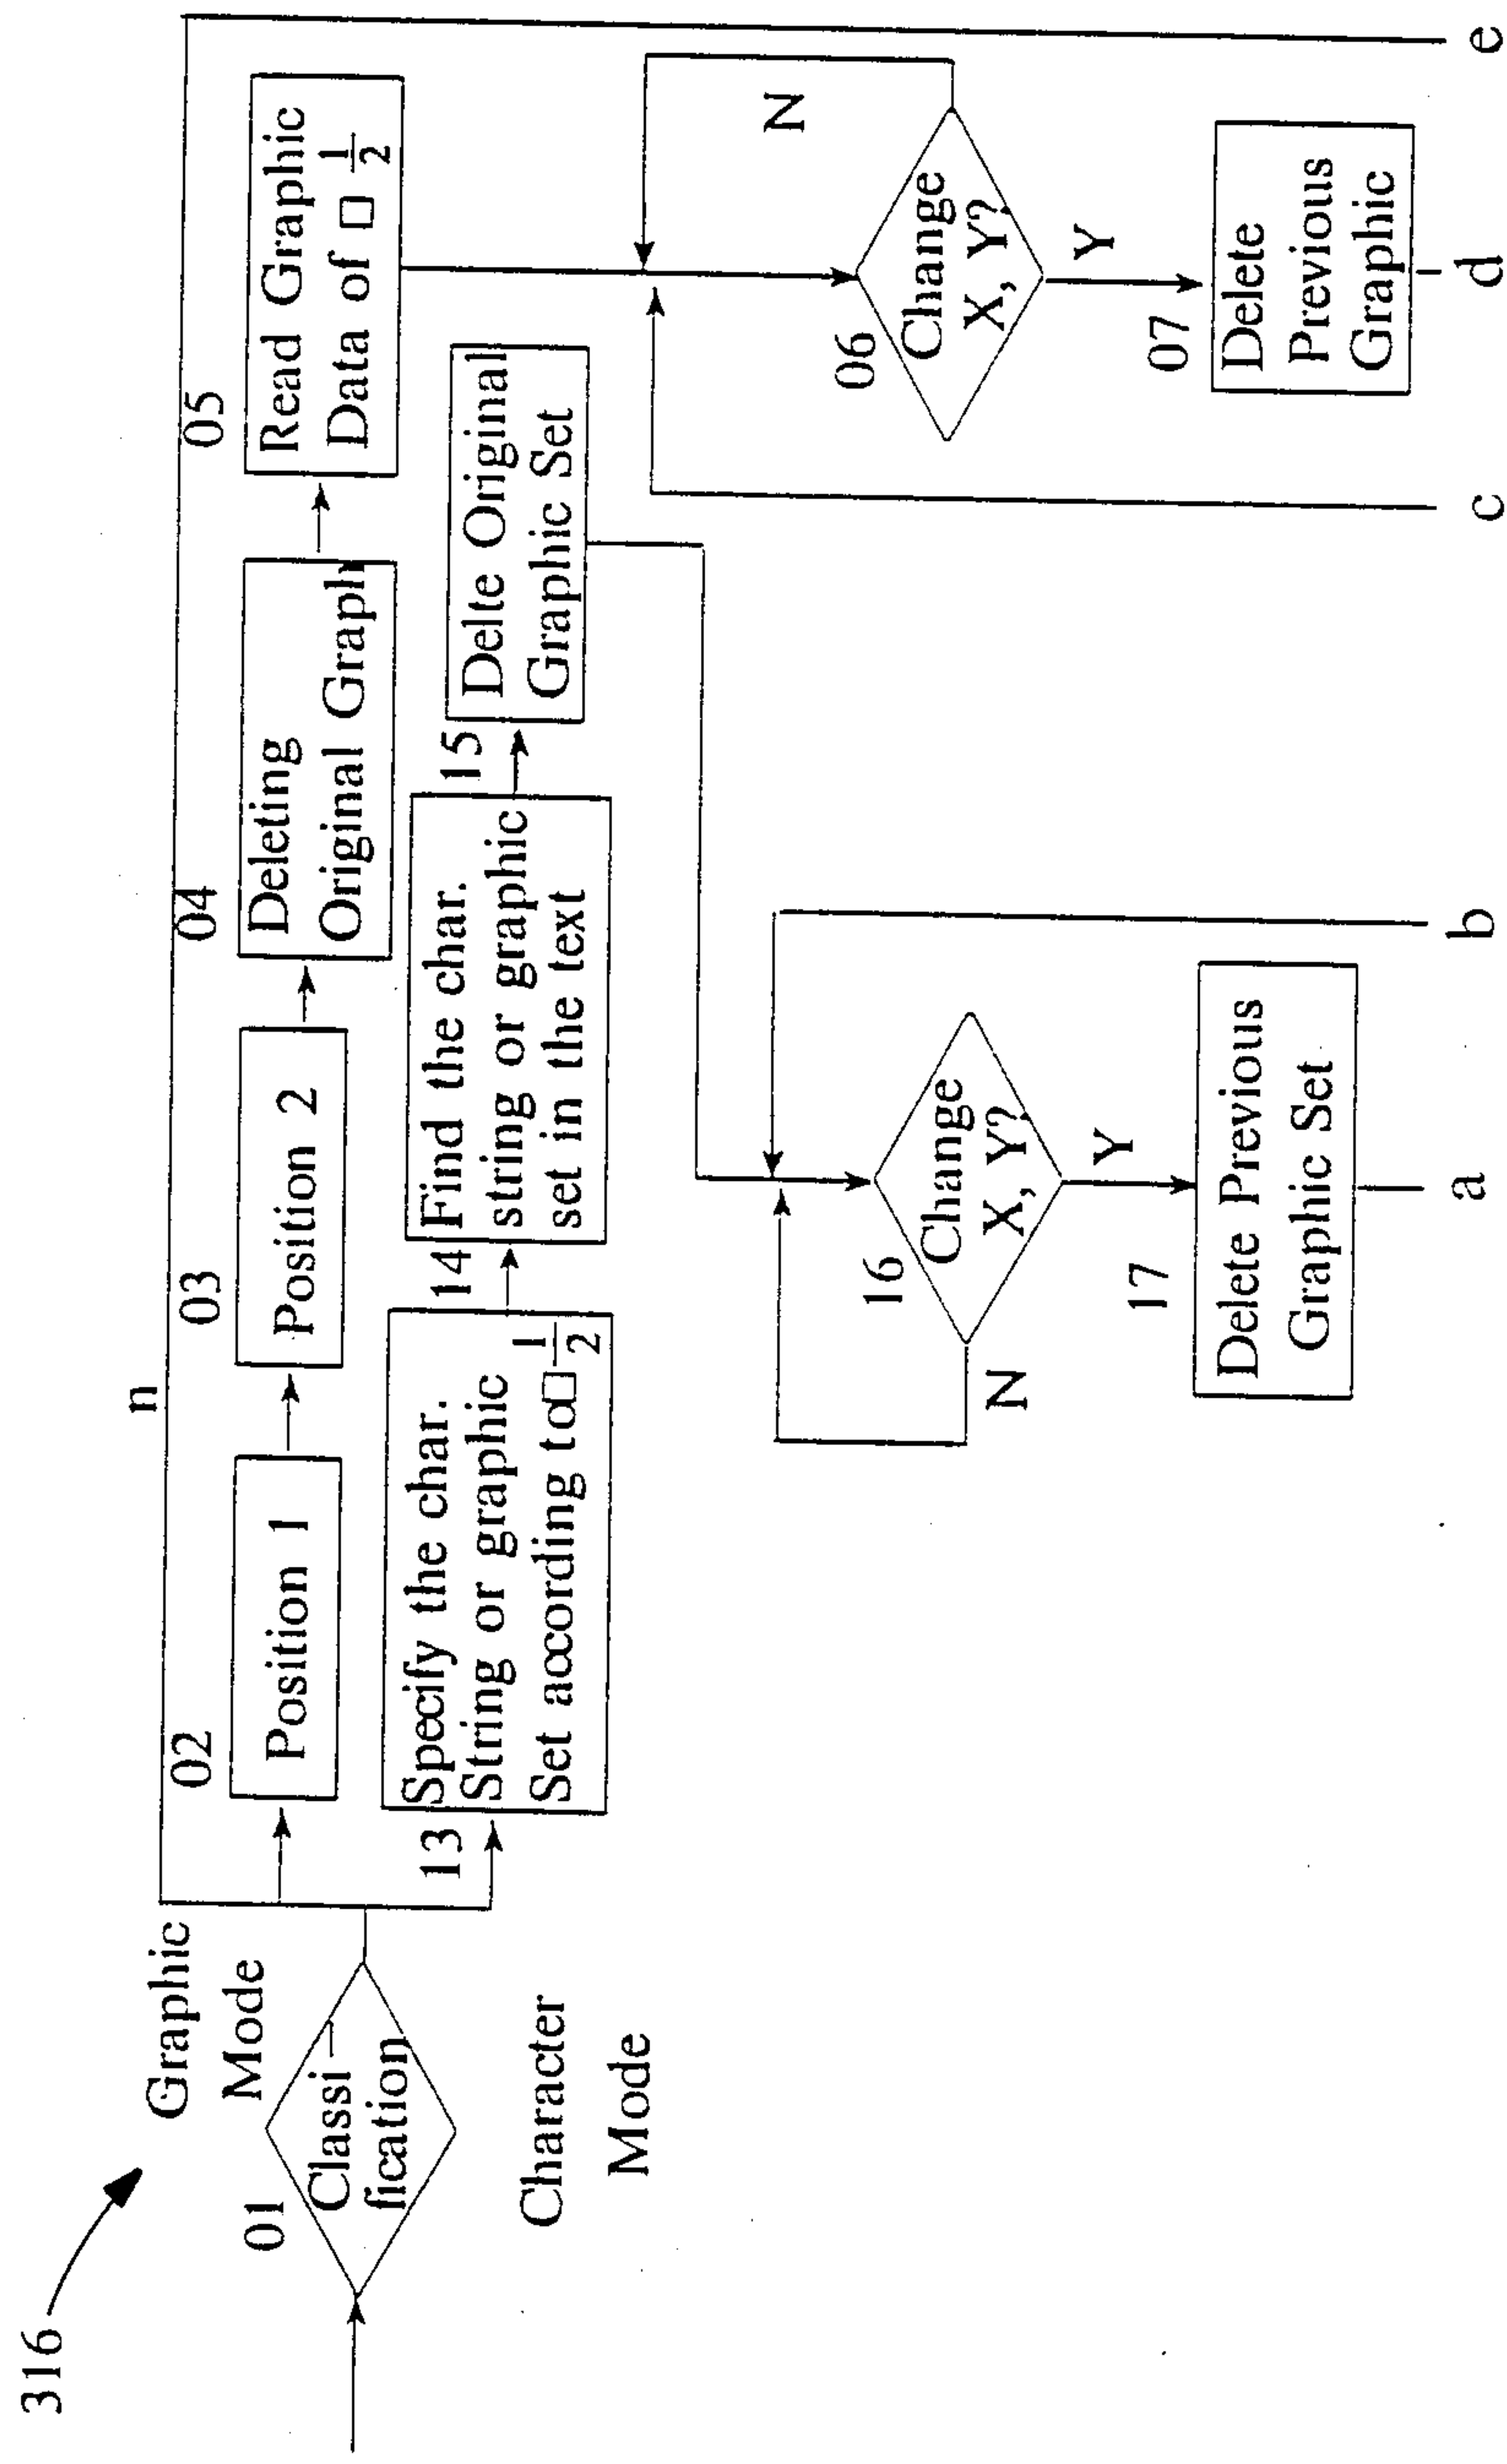 316
Graphic
Mode
01
Classi–
fication
Character
Mode
n
02
Position 1
03
Position 2
04
Deleting
Original Graph
05
Read Graphic
Data of □ 1/2
13
Specify the char.
String or graphic
Set according to□ 1/2
14
Find the char.
string or graphic
set in the text
15
Delte Original
Graphic Set
16
Change
X, Y?
N
Y
17
Delete Previous
Graphic Set
06
Change
X, Y?
N
Y
07
Delete
Previous
Graphic
a
b
c
d
e